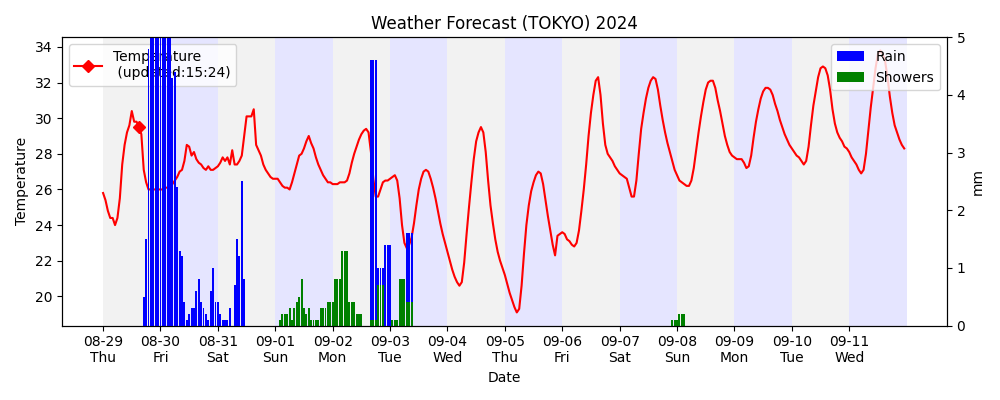 Weather Forecast (TOKYO) 2024
Temperature
(updated:15:24)
Rain
Showers
34
32
30
28
26
24
22
20
Temperature
5
4
3
2
1
0
mm
08-29 08-30 08-31 09-01 09-02 09-03 09-04 09-05 09-06 09-07 09-08 09-09 09-10 09-11
Thu Fri Sat Sun Mon Tue Wed Thu Fri Sat Sun Mon Tue Wed
Date